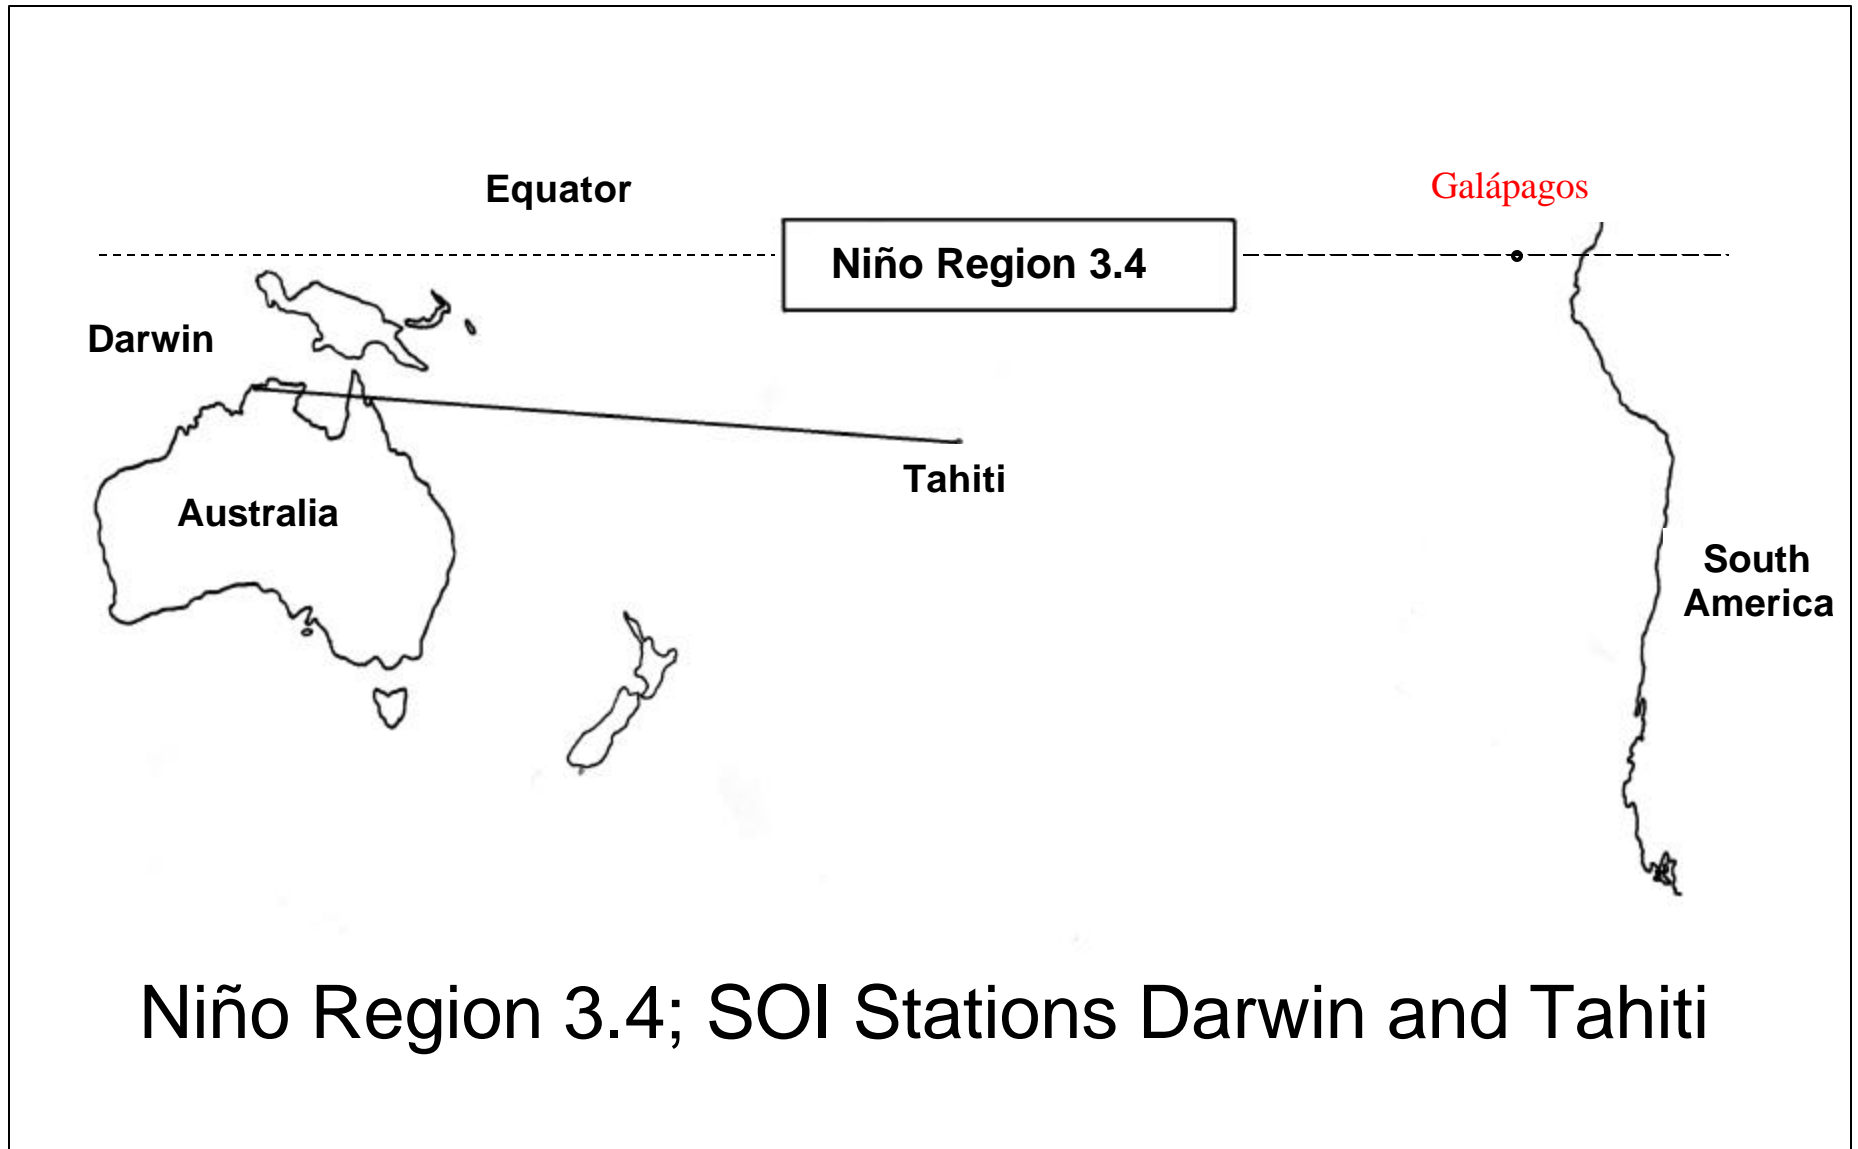 Equator
Galápagos
Niño Region 3.4
Darwin
Tahiti
Australia
South
America
Niño Region 3.4; SOI Stations Darwin and Tahiti